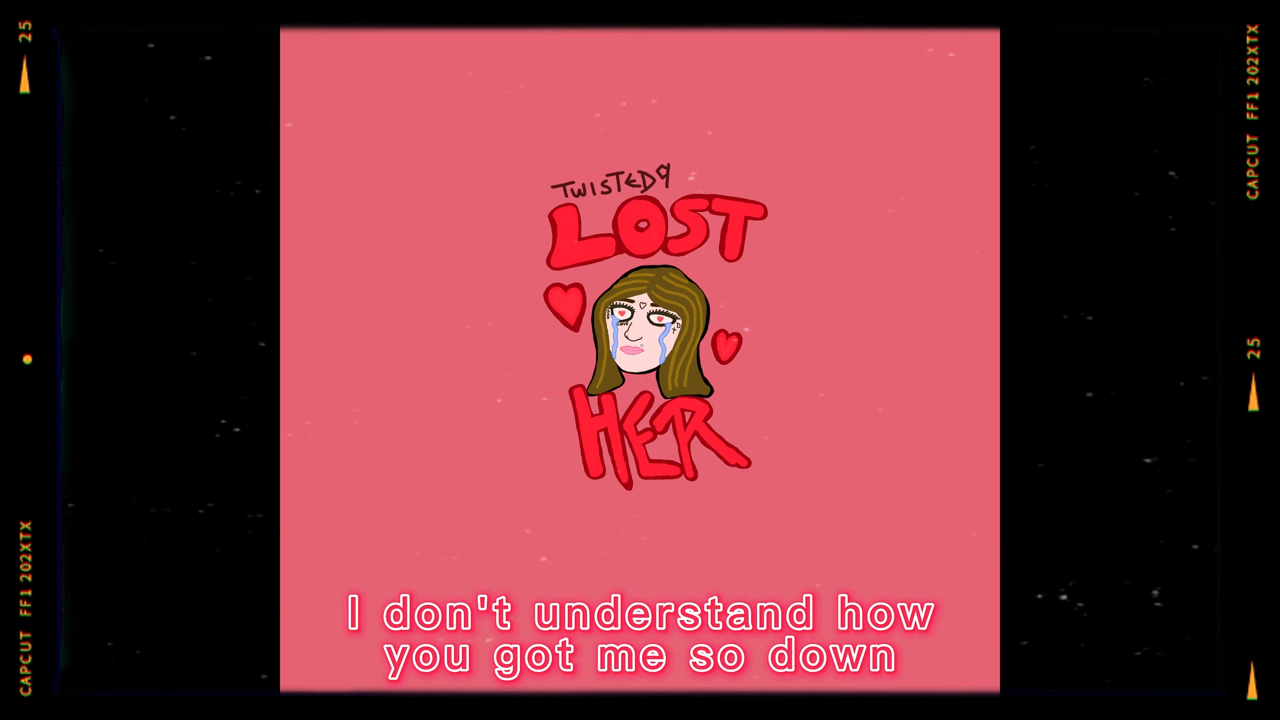 25
CAPCUT FF1 202XTX
TWISTED9
LOST
HER
I don't understand how
you got me so down
CAPCUT FF1 202XTX
25